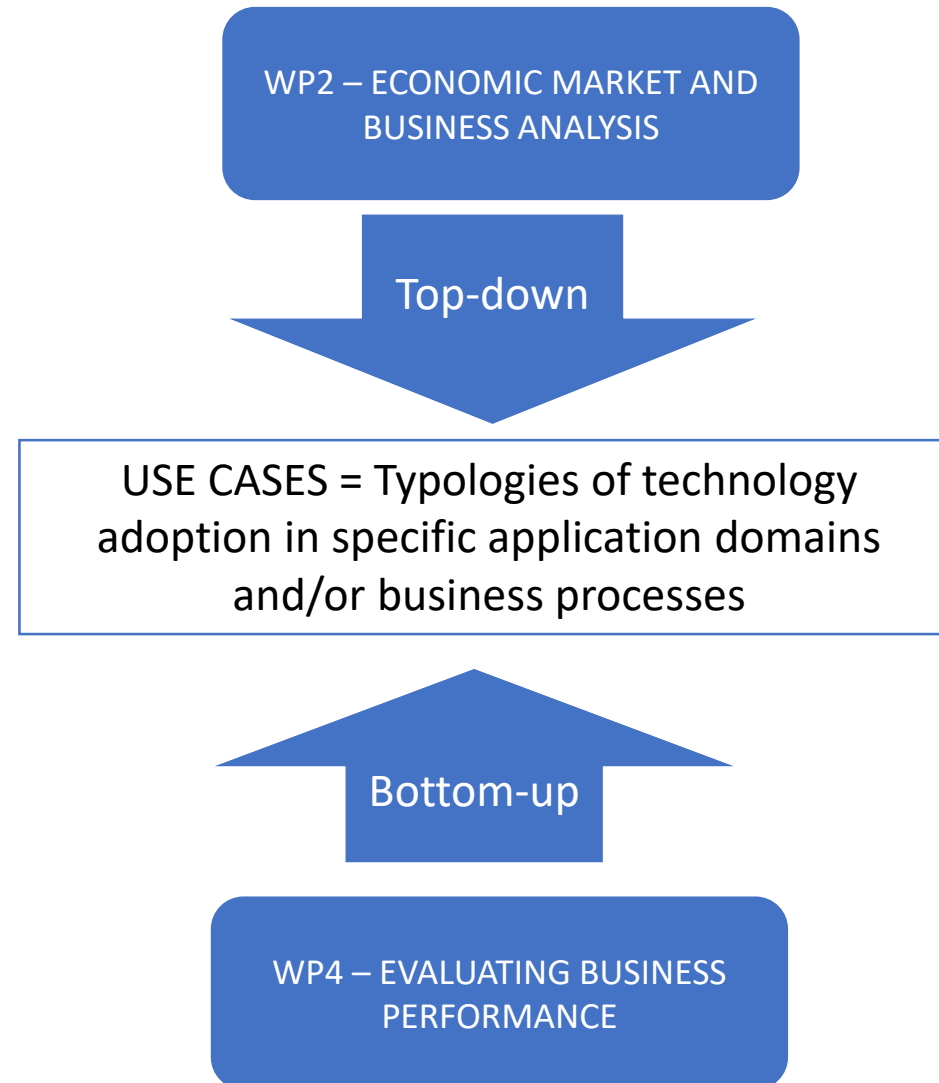 WP2 – ECONOMIC MARKET AND
BUSINESS ANALYSIS
Top-down
USE CASES = Typologies of technology
adoption in specific application domains
and/or business processes
Bottom-up
WP4 – EVALUATING BUSINESS
PERFORMANCE